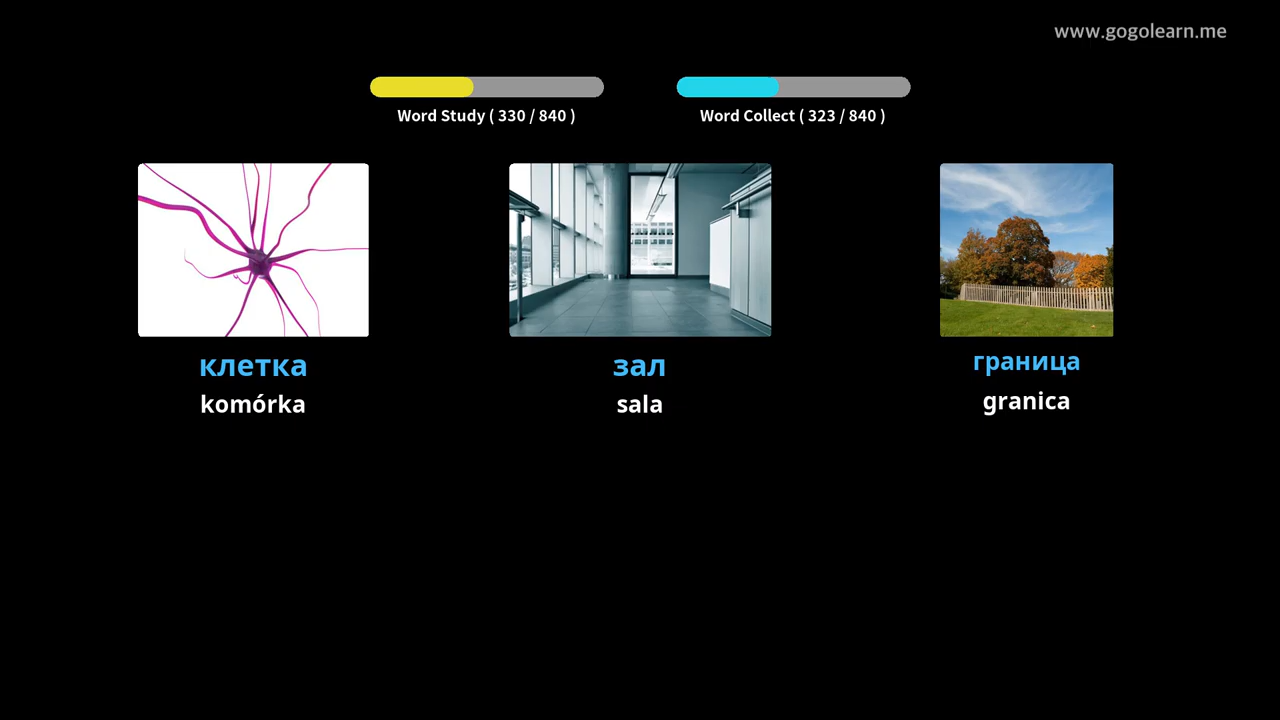 www.gogolearn.me
Word Study ( 330 / 840 )
Word Collect ( 323 / 840 )
клетка
komórka
зал
sala
граница
granica